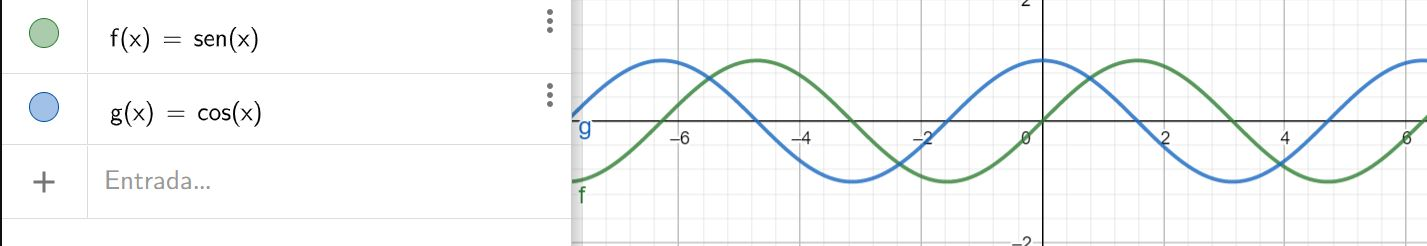 f(x) = sen(x)
g(x) = cos(x)
+ Entrada...
2
g
−6 −4 −2 0 2 4 6
f
−2